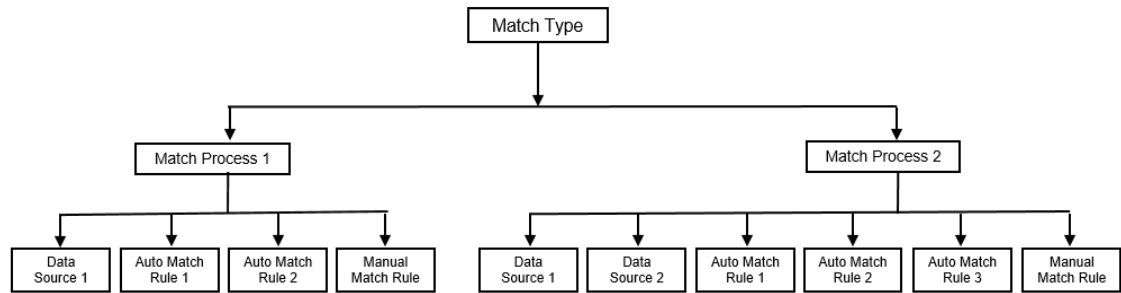 Match Type
Match Process 1
Match Process 2
Data
Source 1
Auto Match
Rule 1
Auto Match
Rule 2
Manual
Match Rule
Data
Source 1
Data
Source 2
Auto Match
Rule 1
Auto Match
Rule 2
Auto Match
Rule 3
Manual
Match Rule